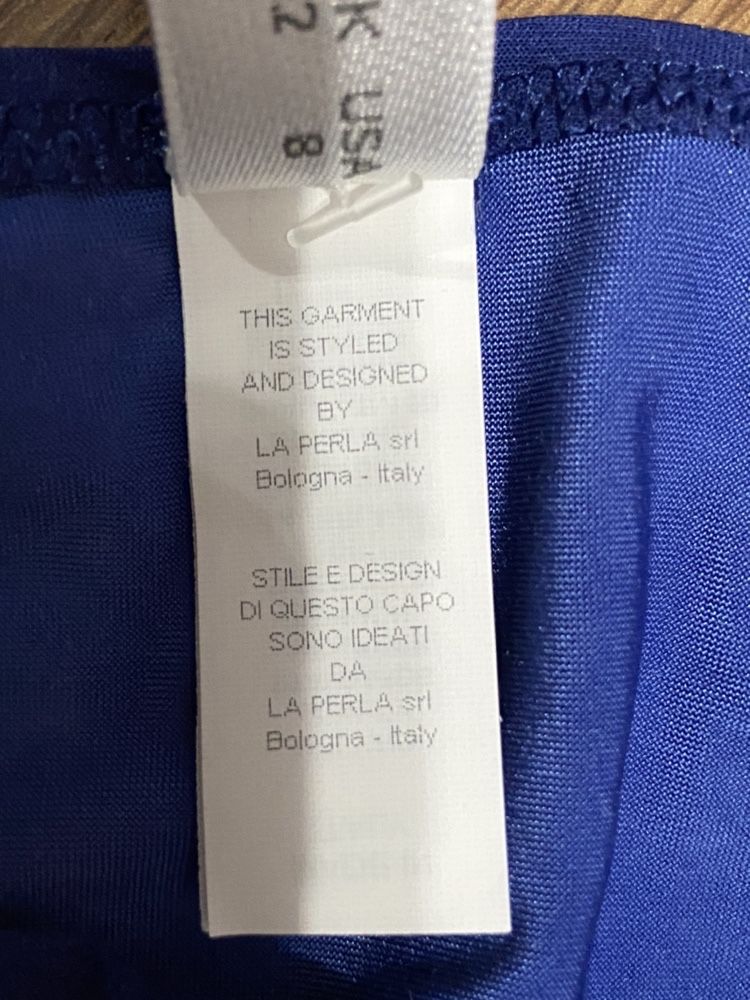 K USA
2 8
THIS GARMENT
IS STYLED
AND DESIGNED
BY
LA PERLA srl
Bologna - Italy
STILE E DESIGN
DI QUESTO CAPO
SONO IDEATI
DA
LA PERLA srl
Bologna - Italy